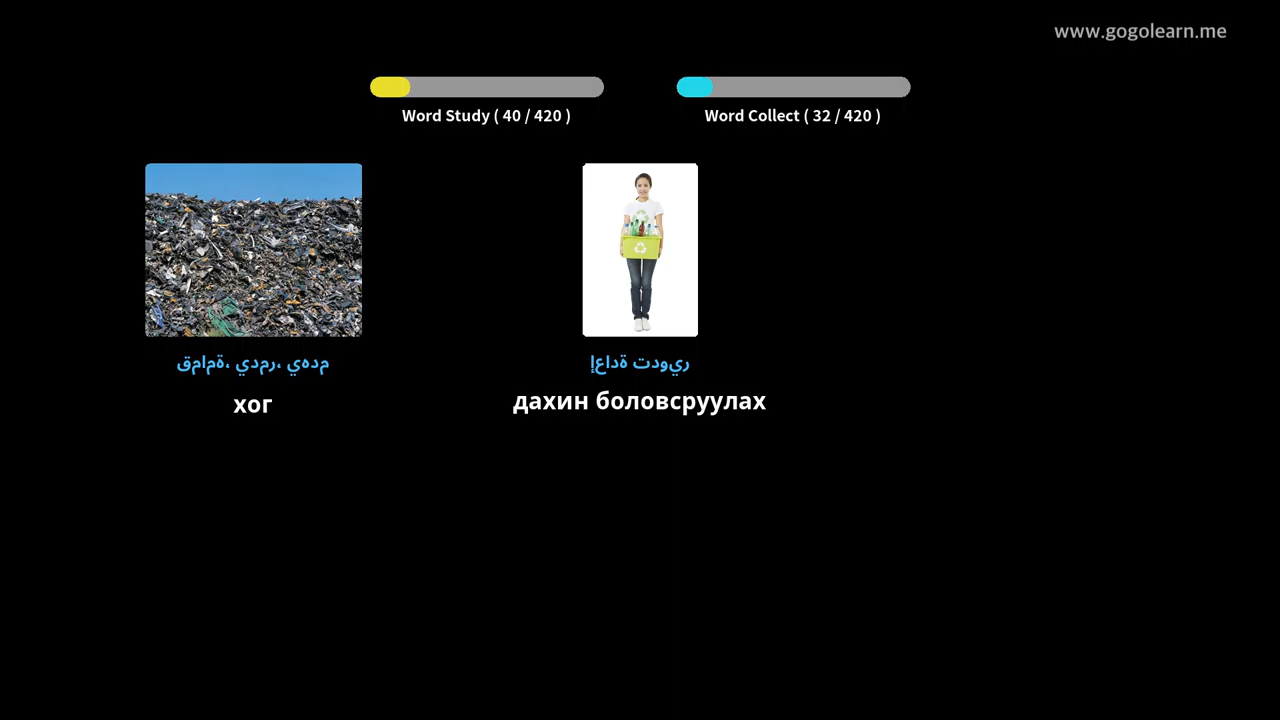 www.gogolearn.me
Word Study ( 40 / 420 )
Word Collect ( 32 / 420 )
قمامة، يدمر، يهدم
إعادة تدوير
хог
дахин боловсруулах